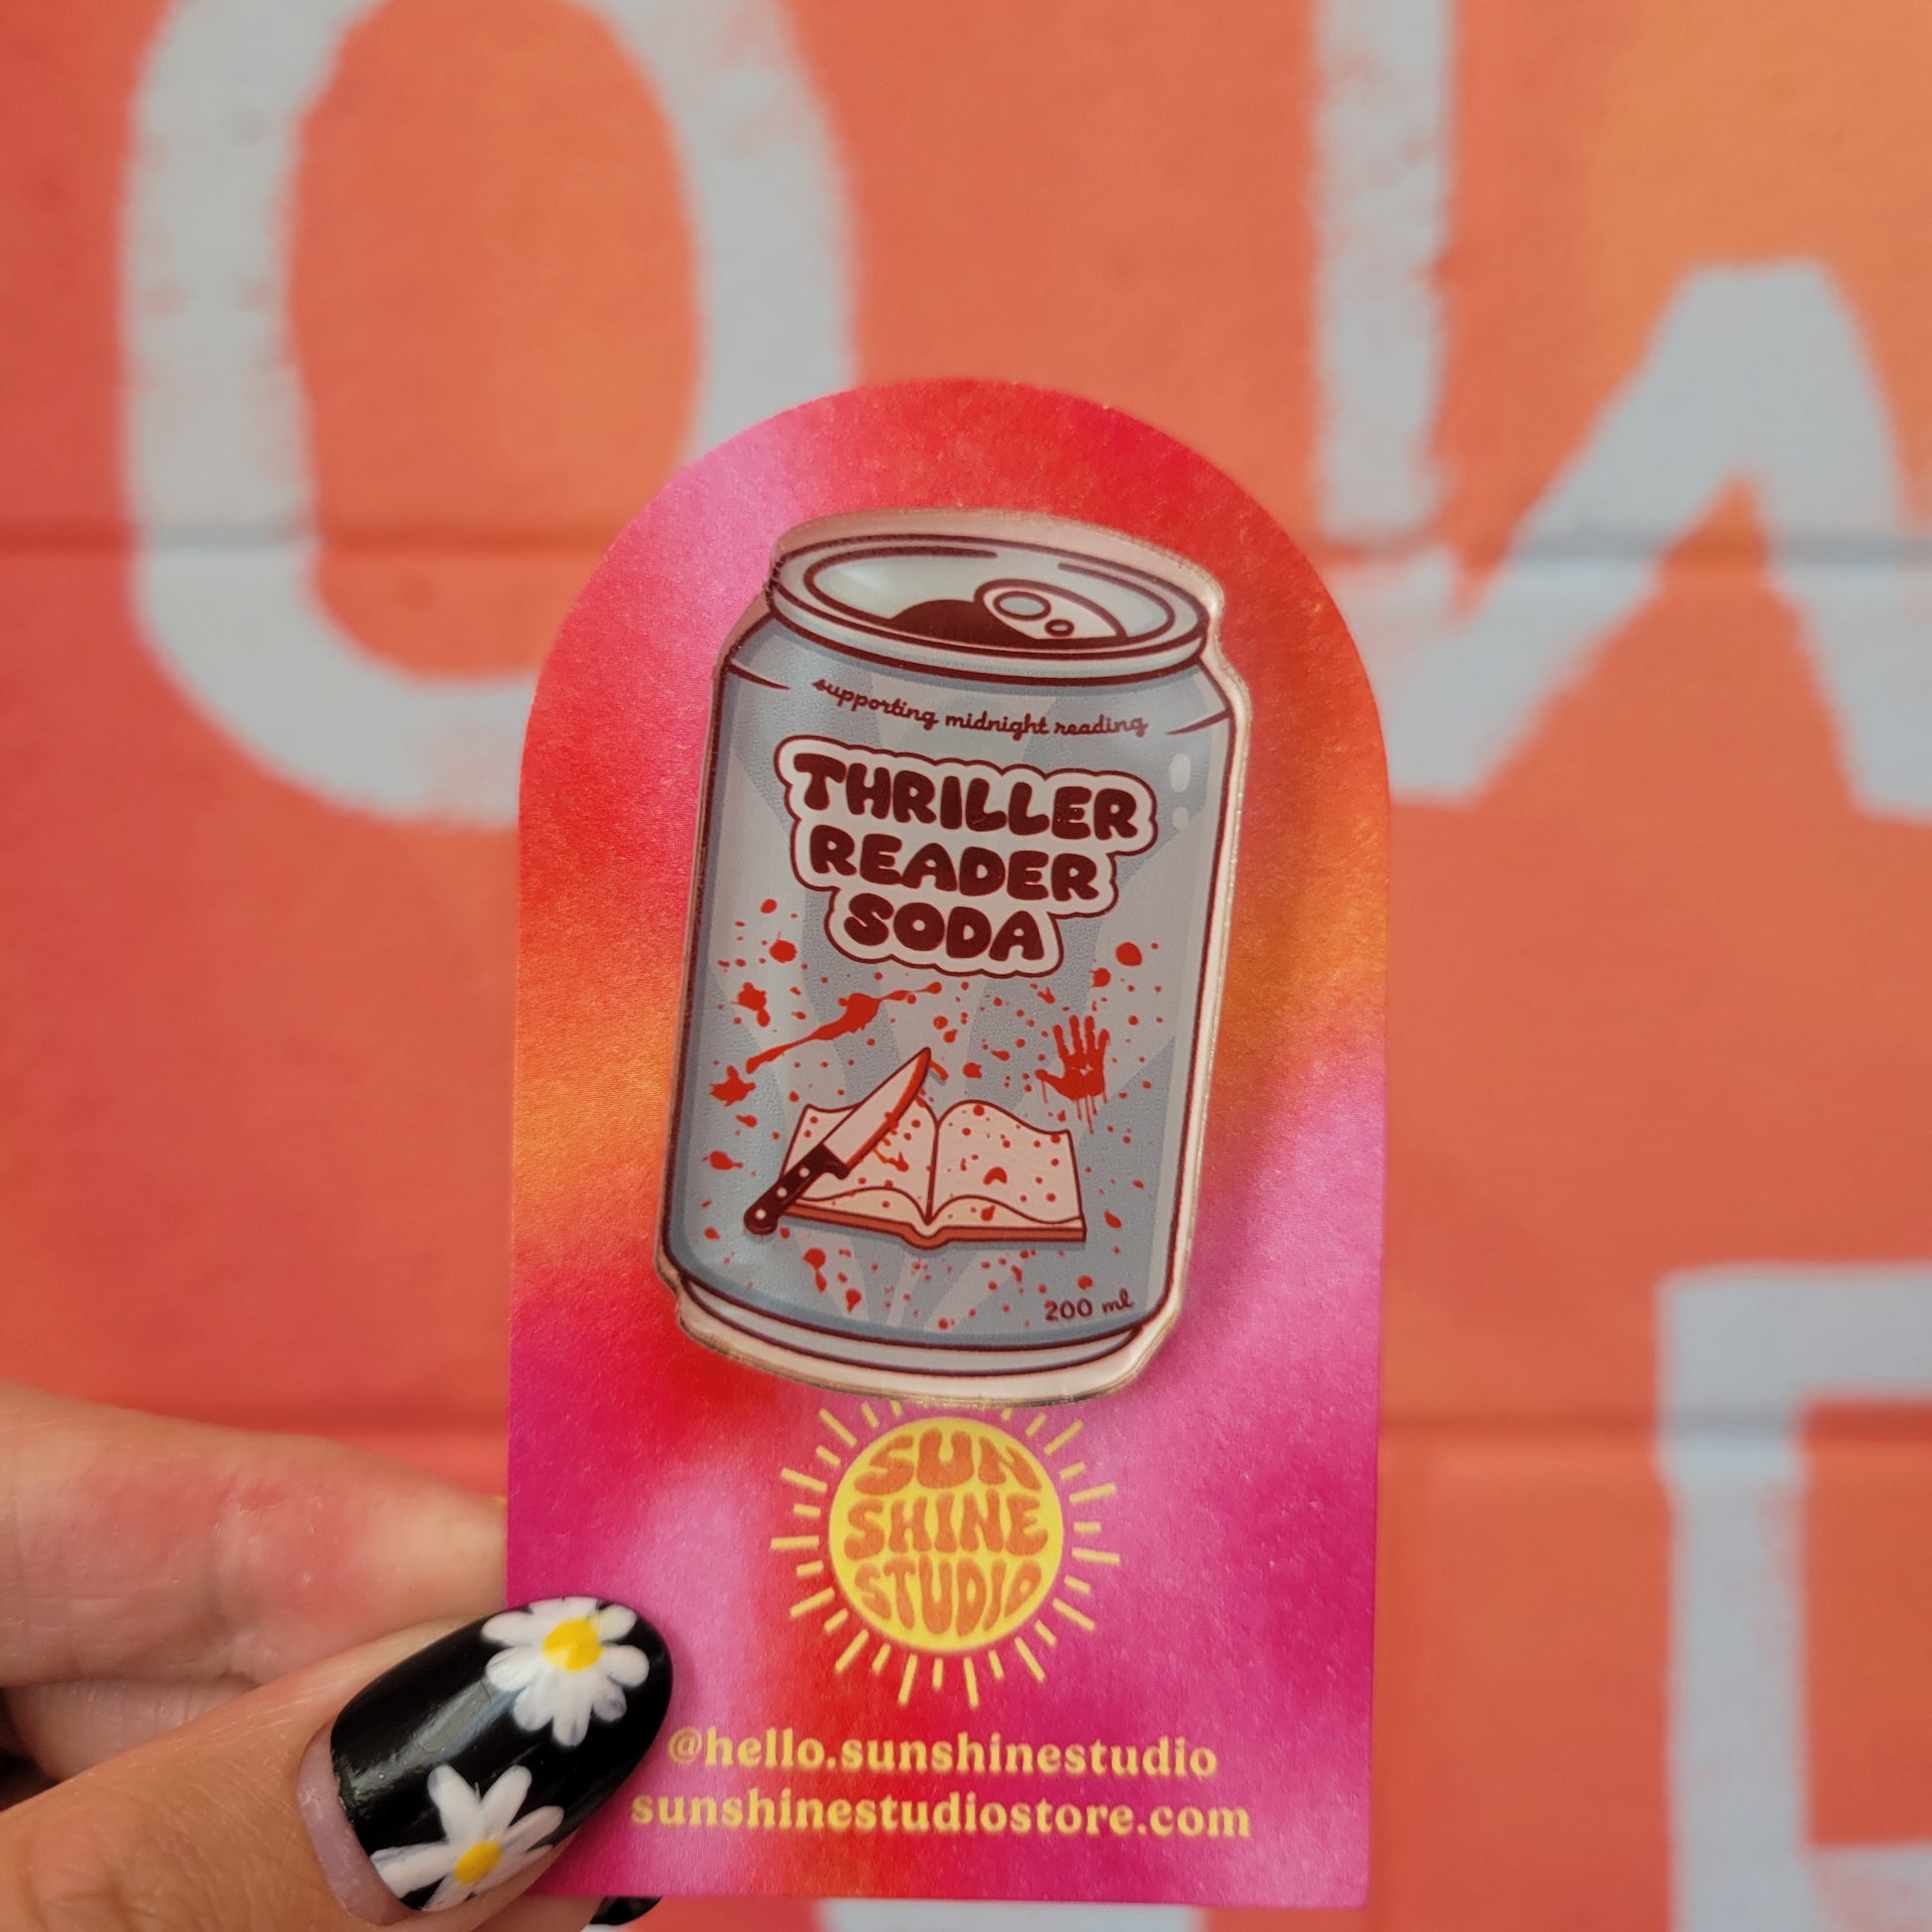 supporting midnight reading
THRILLER
READER
SODA
200 ml
SUN
SHINE
STUDIO
@hello.sunshinestudio
sunshinestudiostore.com